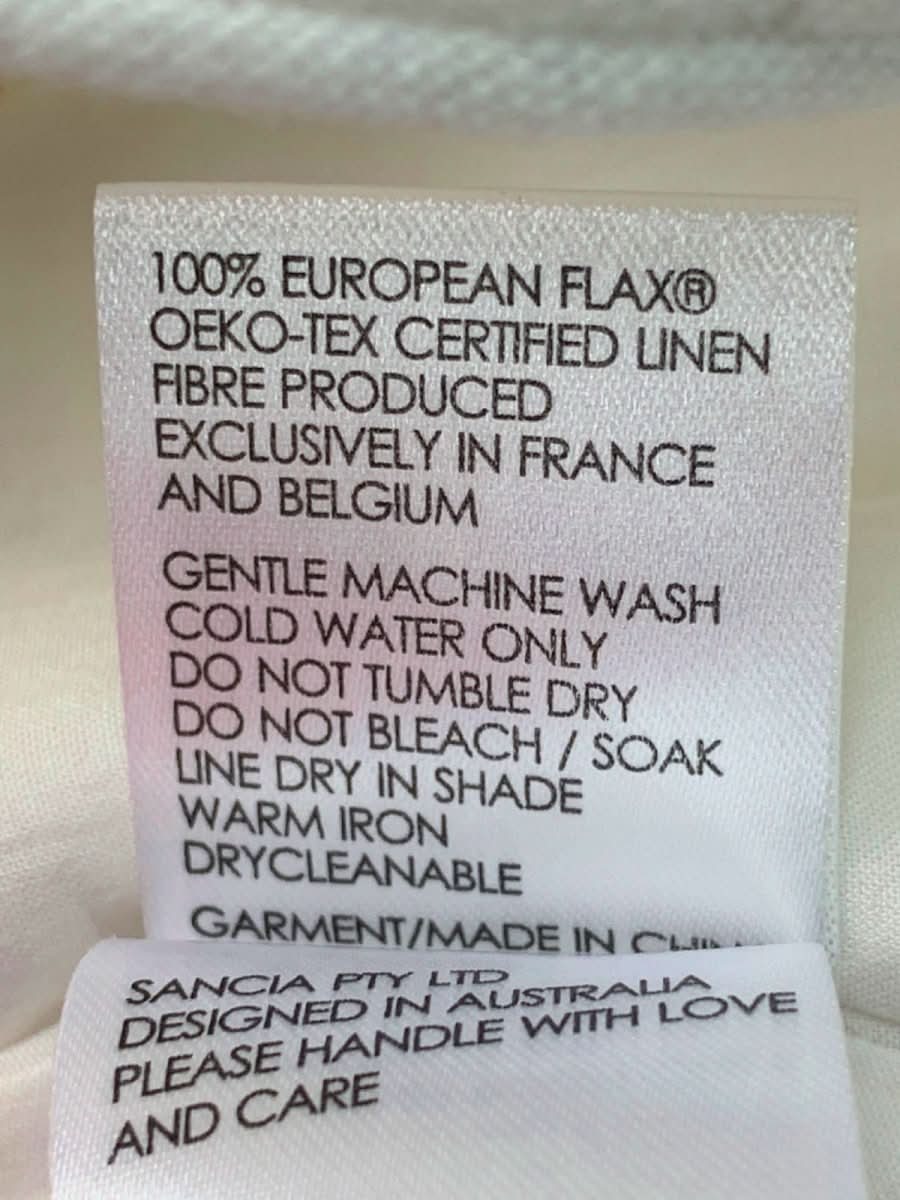 100% EUROPEAN FLAX®
OEKO-TEX CERTIFIED LINEN
FIBRE PRODUCED
EXCLUSIVELY IN FRANCE
AND BELGIUM
GENTLE MACHINE WASH
COLD WATER ONLY
DO NOT TUMBLE DRY
DO NOT BLEACH / SOAK
LINE DRY IN SHADE
WARM IRON
DRYCLEANABLE
GARMENT/MADE IN
SANCIA PTY LTD
DESIGNED IN AUSTRALIA
PLEASE HANDLE WITH LOVE
AND CARE